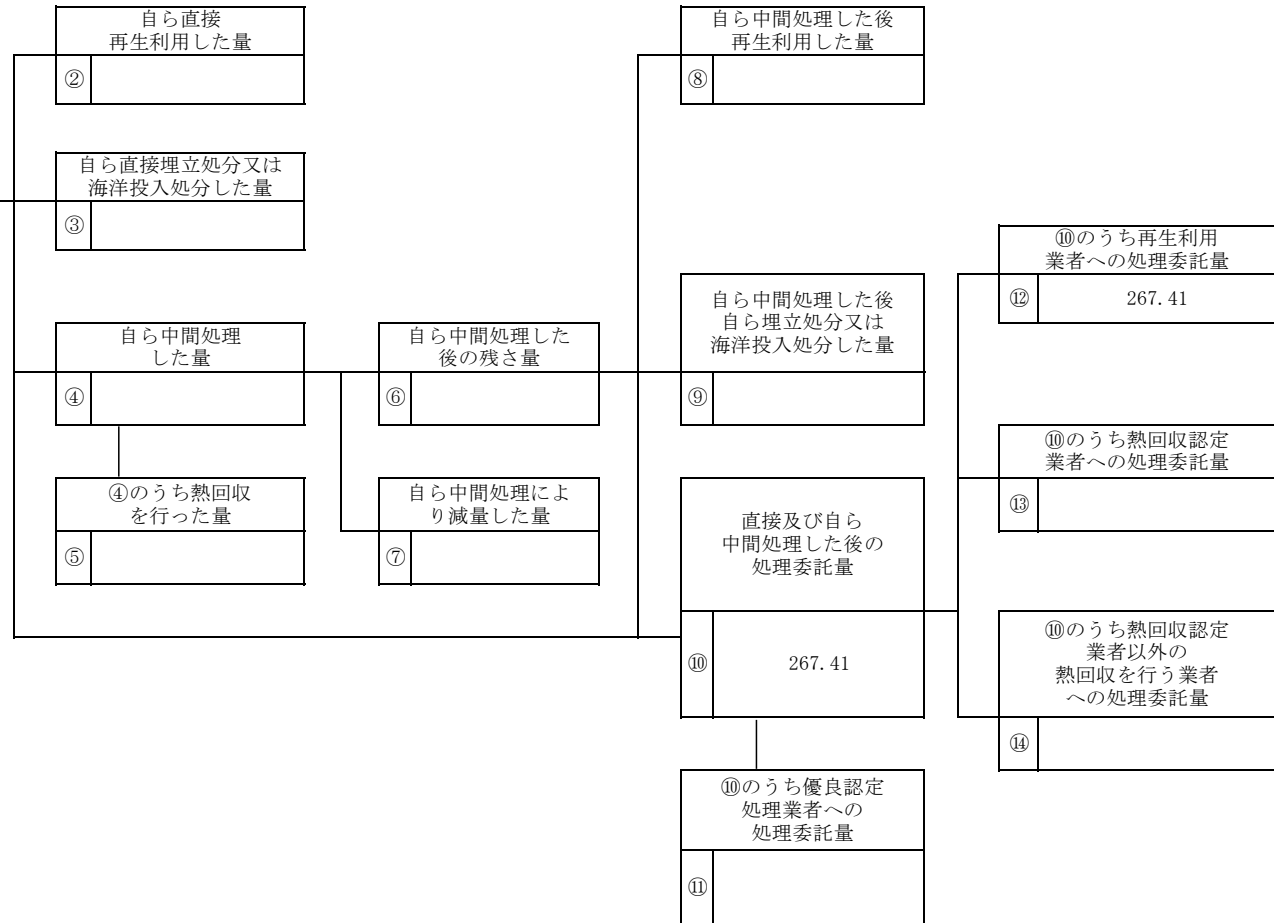 自ら直接
再生利用した量
②
自ら中間処理した後
再生利用した量
⑧
自ら直接埋立処分又は
海洋投入処分した量
③
⑩のうち再生利用
業者への処理委託量
⑫ 267.41
自ら中間処理
した量
④
自ら中間処理した
後の残さ量
⑥
自ら中間処理した後
自ら埋立処分又は
海洋投入処分した量
⑨
⑩のうち熱回収認定
業者への処理委託量
⑬
④のうち熱回収
を行った量
⑤
自ら中間処理によ
り減量した量
⑦
直接及び自ら
中間処理した後の
処理委託量
⑩ 267.41
⑩のうち熱回収認定
業者以外の
熱回収を行う業者
への処理委託量
⑭
⑩のうち優良認定
処理業者への
処理委託量
⑪